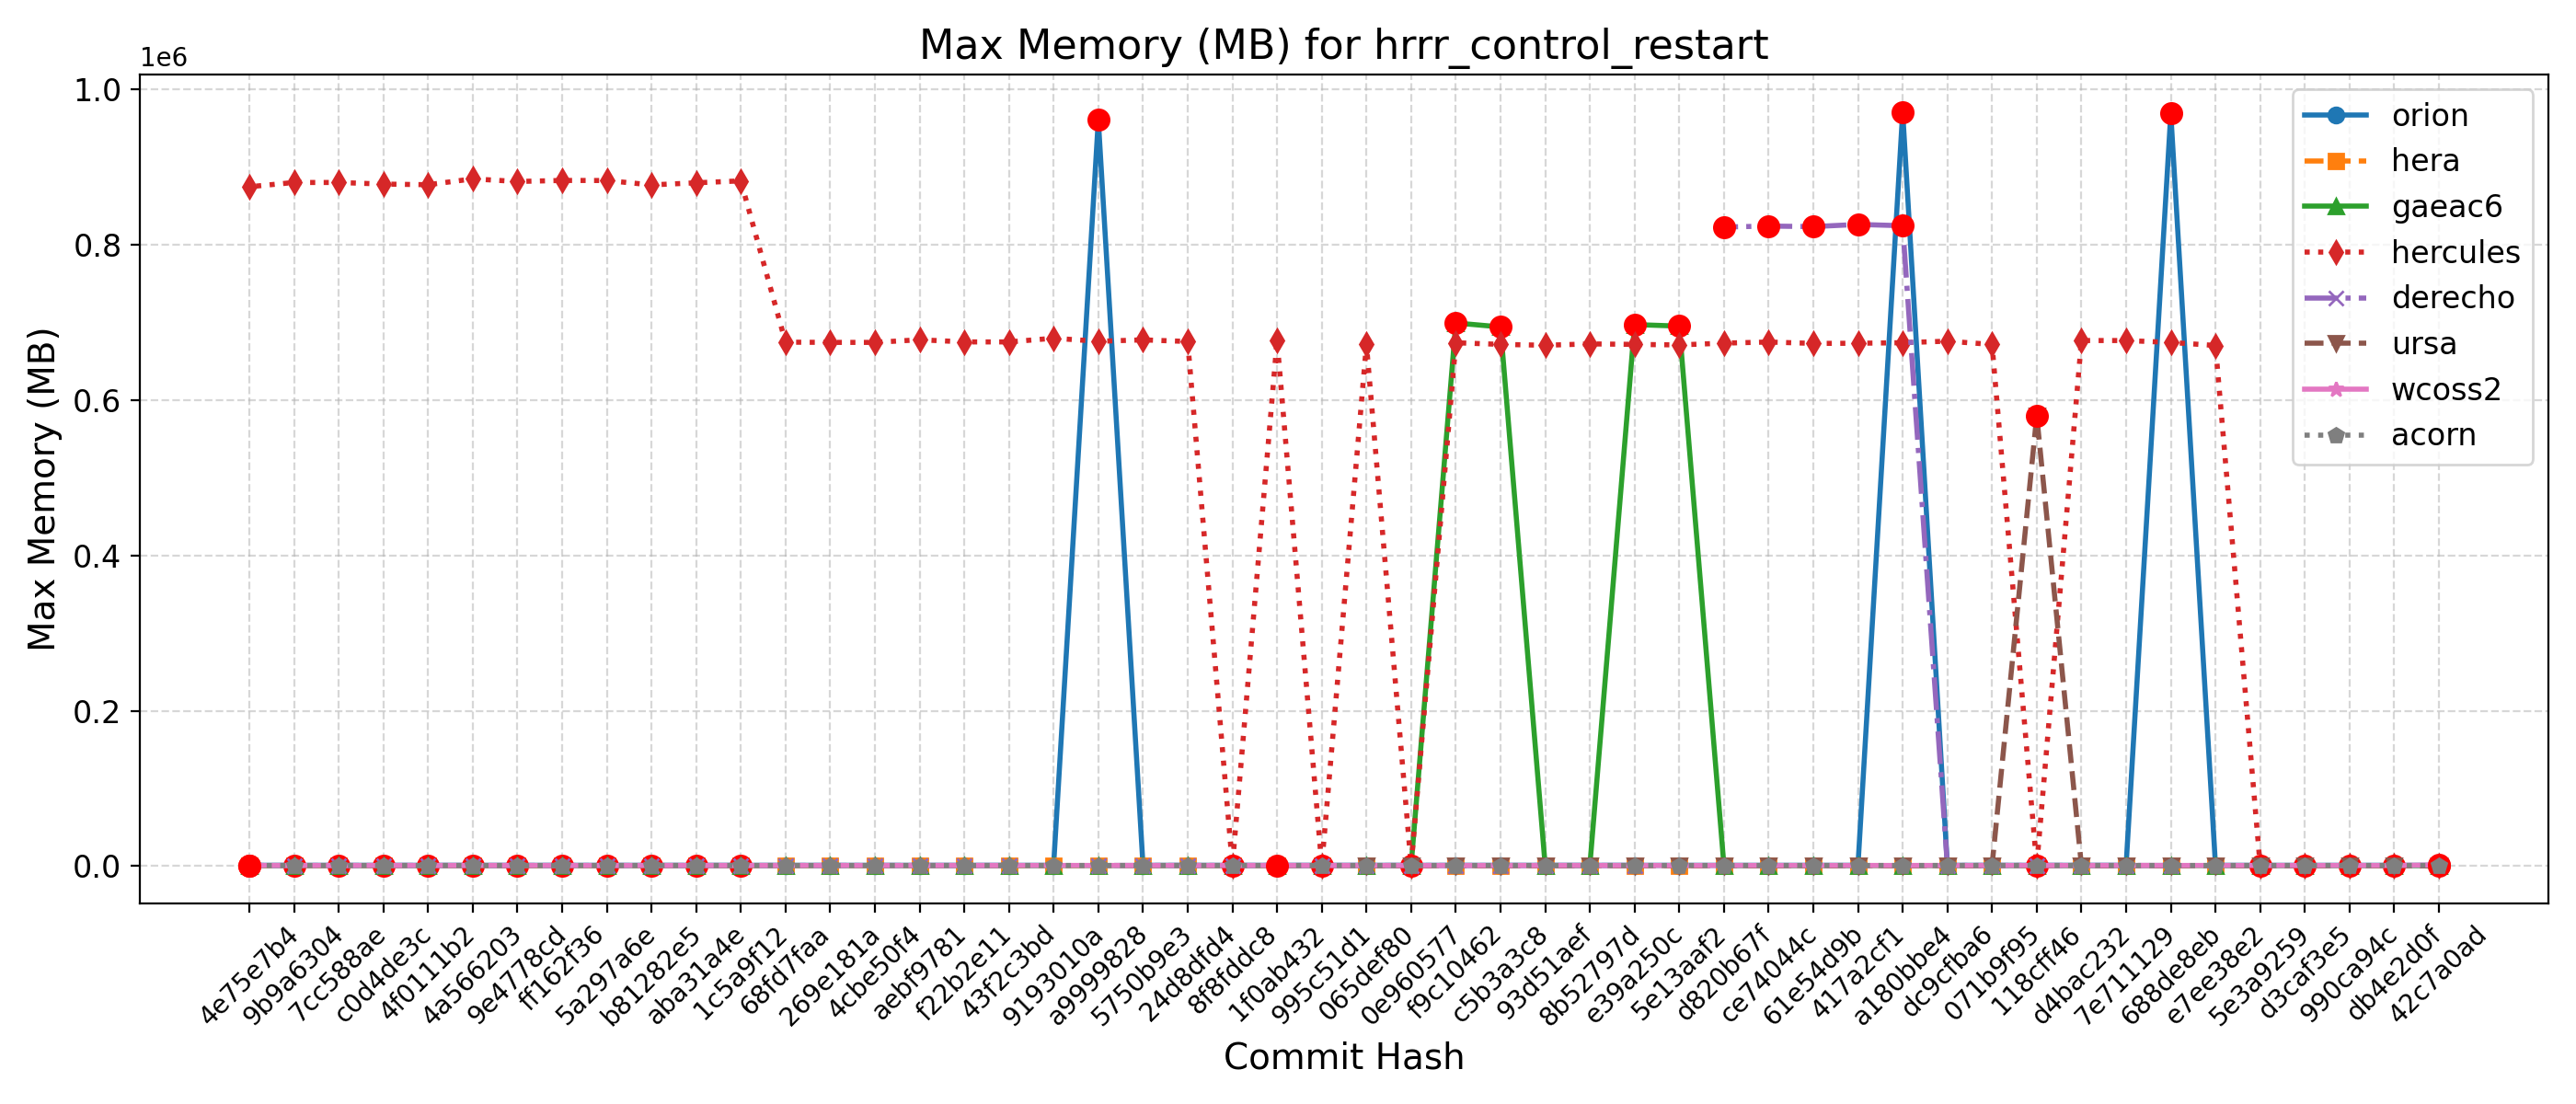 Max Memory (MB) for hrrr_control_restart
1e6
1.0
0.8
0.6
0.4
0.2
0.0
Max Memory (MB)
orion
hera
gaeac6
hercules
derecho
ursa
wcoss2
acorn
4e75e7b4
9b9a6304
7cc588ae
c0d4de3c
4f0111b2
4a566203
9e4778cd
ff162f36
5a297a6e
b81282e5
aba31a4e
1c5a9f12
68fd7faa
269e181a
4cbe50f4
aebf9781
f22b2e11
43f2c3bd
9193010a
a9999828
5750b9e3
24d8dfd4
8f8fddc8
1f0ab432
995c51d1
065def80
0e960577
f9c10462
c5b3a3c8
93d51aef
8b52797d
e39a250c
5e13aaf2
d820b67f
ce74044c
61e54d9b
417a2cf1
a180bbe4
dc9cfba6
071b9f95
118cff46
d4bac232
7e711129
688de8eb
e7ee38e2
5e3a9259
d3caf3e5
990ca94c
db4e2d0f
42c7a0ad
Commit Hash